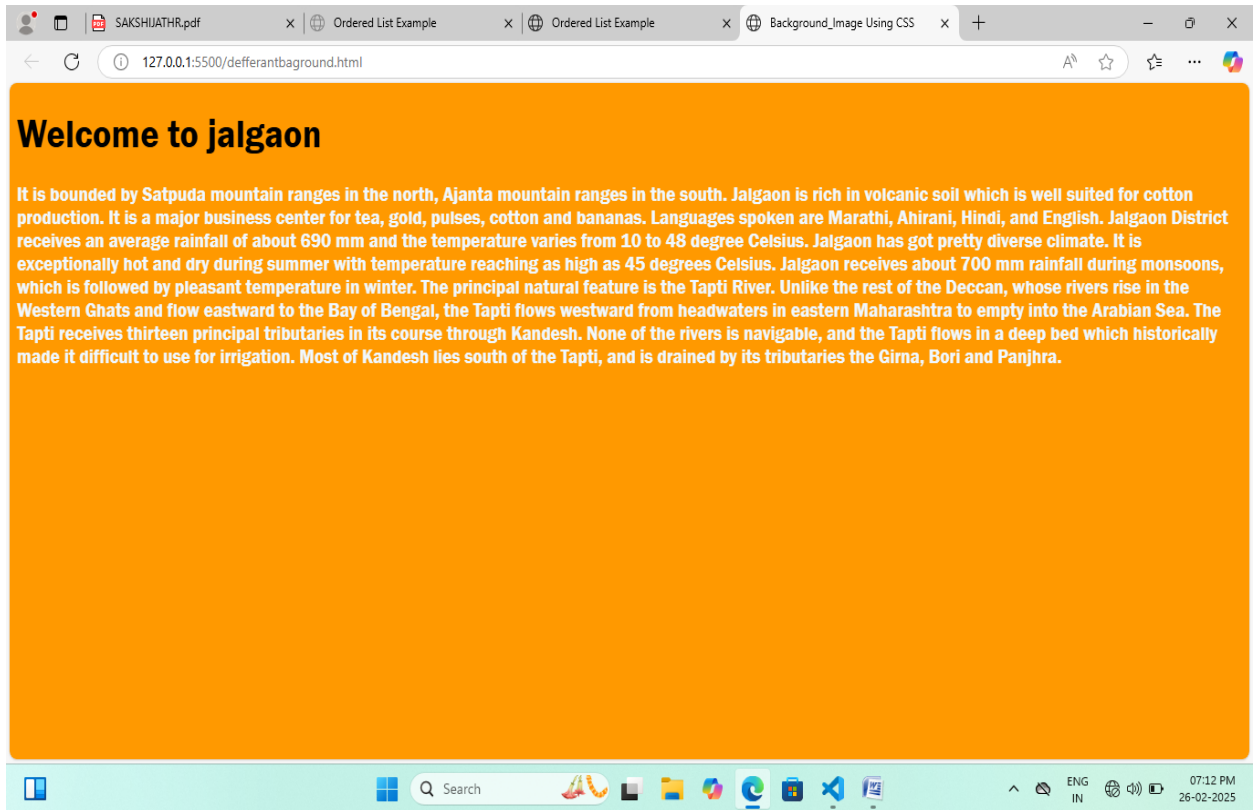 SAKSHIJATHR.pdf
Ordered List Example
Ordered List Example
Background_Image Using CSS
127.0.0.1:5500/defferantbaground.html
Welcome to jalgaon
It is bounded by Satpuda mountain ranges in the north, Ajanta mountain ranges in the south. Jalgaon is rich in volcanic soil which is well suited for cotton
production. It is a major business center for tea, gold, pulses, cotton and bananas. Languages spoken are Marathi, Ahirani, Hindi, and English. Jalgaon District
receives an average rainfall of about 690 mm and the temperature varies from 10 to 48 degree Celsius. Jalgaon has got pretty diverse climate. It is
exceptionally hot and dry during summer with temperature reaching as high as 45 degrees Celsius. Jalgaon receives about 700 mm rainfall during monsoons,
which is followed by pleasant temperature in winter. The principal natural feature is the Tapti River. Unlike the rest of the Deccan, whose rivers rise in the
Western Ghats and flow eastward to the Bay of Bengal, the Tapti flows westward from headwaters in eastern Maharashtra to empty into the Arabian Sea. The
Tapti receives thirteen principal tributaries in its course through Kandesh. None of the rivers is navigable, and the Tapti flows in a deep bed which historically
made it difficult to use for irrigation. Most of Kandesh lies south of the Tapti, and is drained by its tributaries the Girna, Bori and Panjhra.
Search
ENG
IN
07:12 PM
26-02-2025